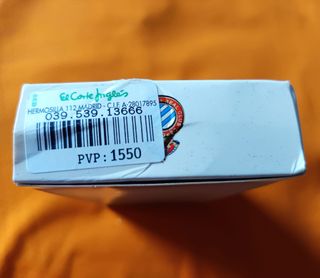 El Corte Inglés
HERMOSILLA 112 MADRID - C.I.F. A-28017895
039.539.13666
PVP: 1550